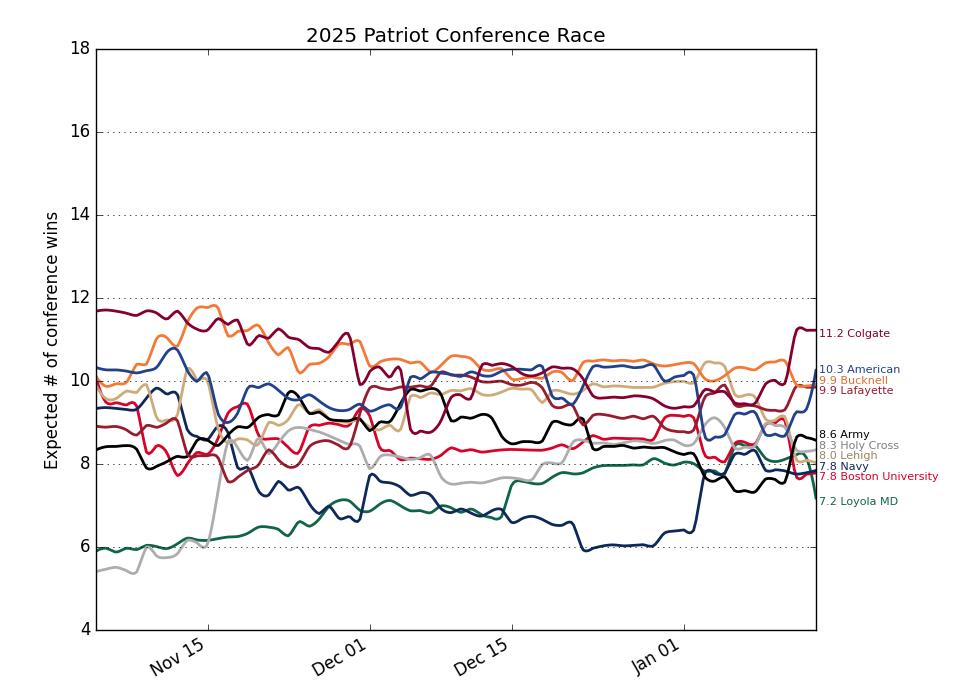 2025 Patriot Conference Race
Expected # of conference wins
18
16
14
12
10
8
6
4
Nov 15
Dec 01
Dec 15
Jan 01
11.2 Colgate
10.3 American
9.9 Bucknell
9.9 Lafayette
8.6 Army
8.3 Holy Cross
8.0 Lehigh
7.8 Navy
7.8 Boston University
7.2 Loyola MD